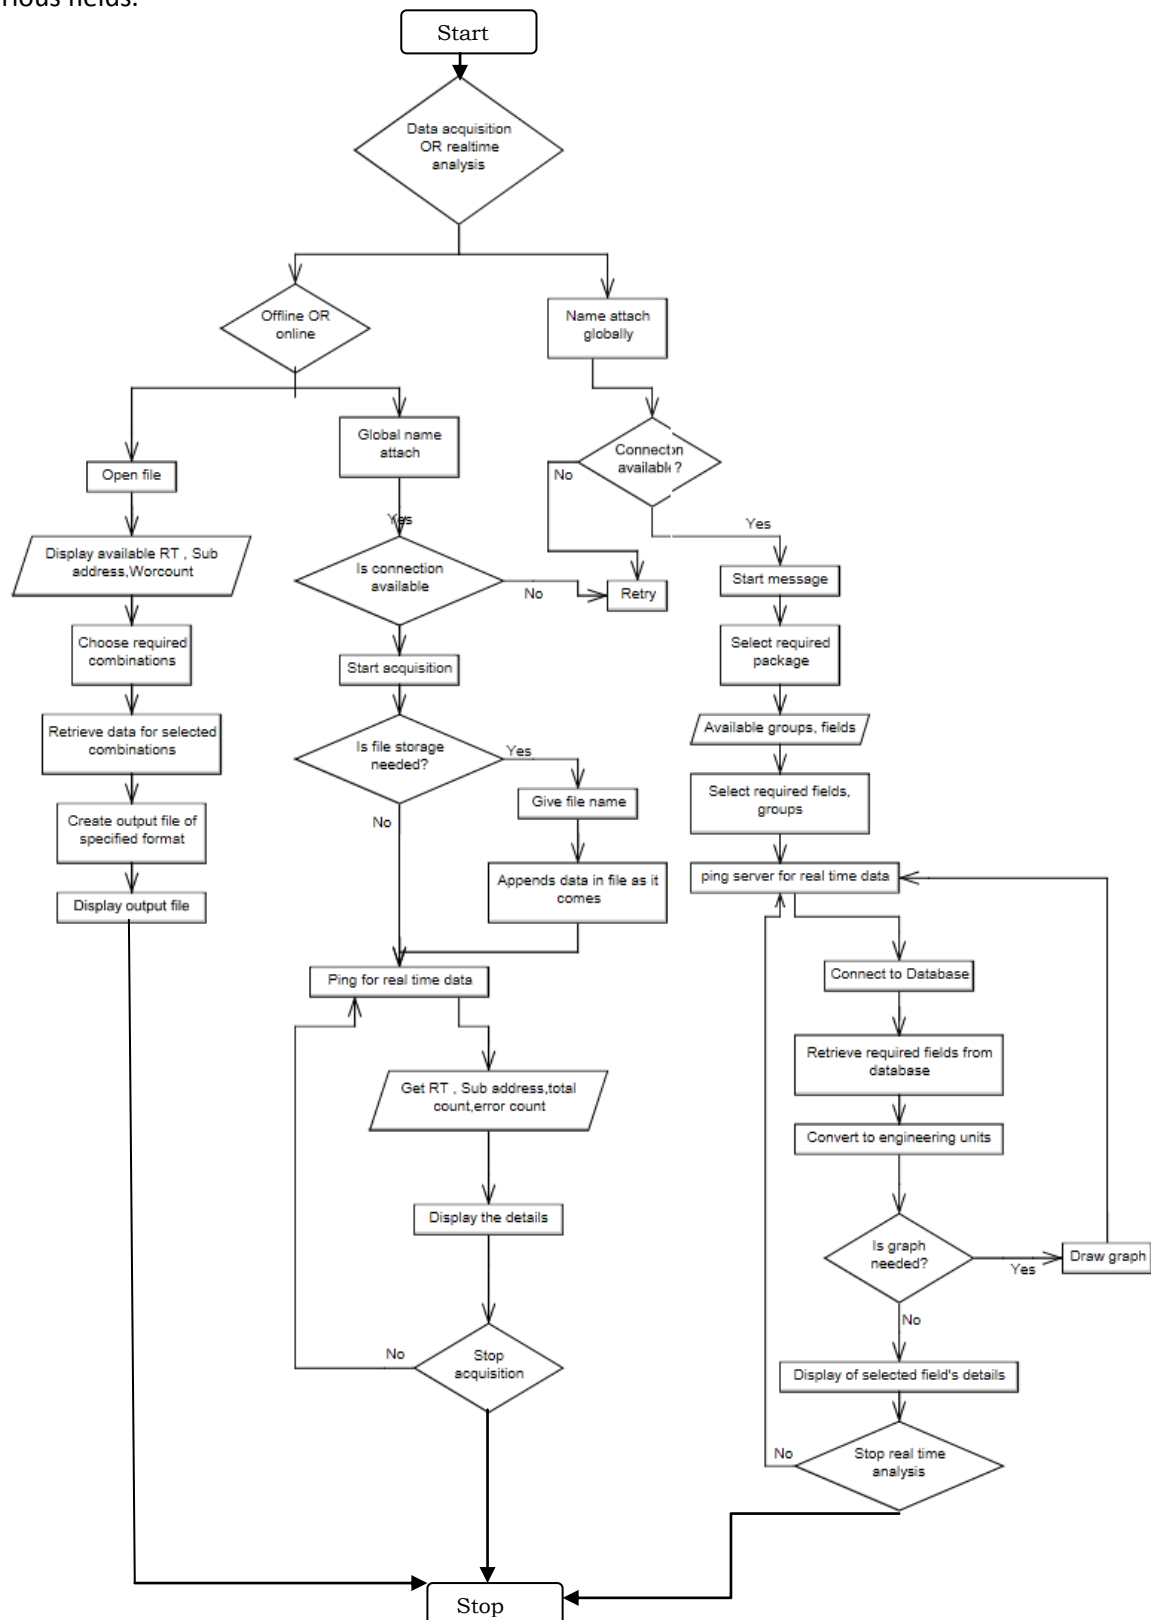 rious fields.
Start
Data acquisition
OR realtime
analysis
Offline OR
online
Name attach
globally
Open file
Display available RT , Sub
address,Worcount
Choose required
combinations
Retrieve data for selected
combinations
Create output file of
specified format
Display output file
Global name
attach
Yes
Is connection
available
No
Retry
Start acquisition
Is file storage
needed?
Yes
Give file name
Appends data in file as it
comes
No
Ping for real time data
Get RT , Sub address,total
count,error count
Display the details
Stop
acquisition
No
Connecton
available?
No
Yes
Start message
Select required
package
Available groups, fields
Select required fields,
groups
ping server for real time data
Connect to Database
Retrieve required fields from
database
Convert to engineering units
Is graph
needed?
Yes
Draw graph
No
Display of selected field's details
Stop real time
analysis
No
Stop